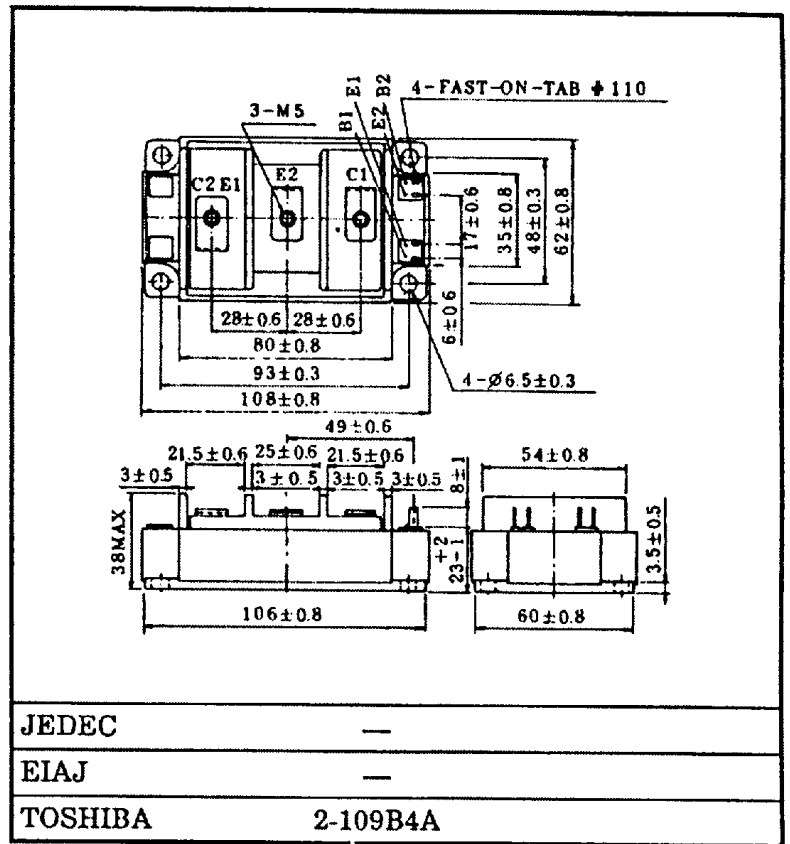 4-FAST-ON-TAB #110
B1 E1
E2 B2
3-M5
C2 E1
E2
C1
17±0.6
35±0.8
48±0.3
62±0.8
6±0.6
28±0.6 28±0.6
80±0.8
93±0.3
108±0.8
4-Ø6.5±0.3
49±0.6
21.5±0.6 25±0.6 21.5±0.6
3±0.5 3±0.5 3±0.5 3±0.5
8±1
54±0.8
38MAX
+2
23-1
3.5±0.5
106±0.8
60±0.8
JEDEC —
EIAJ —
TOSHIBA 2-109B4A